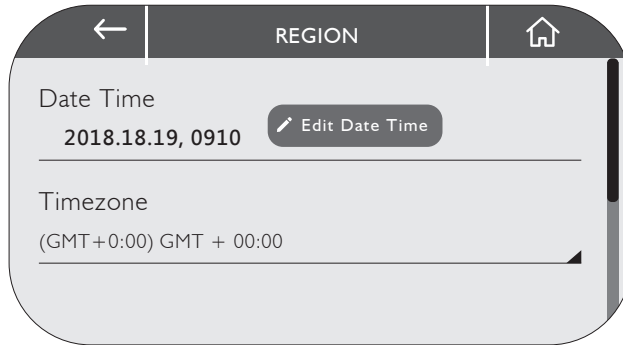 REGION
Date Time
2018.18.19, 0910
Edit Date Time
Timezone
(GMT+0:00) GMT + 00:00